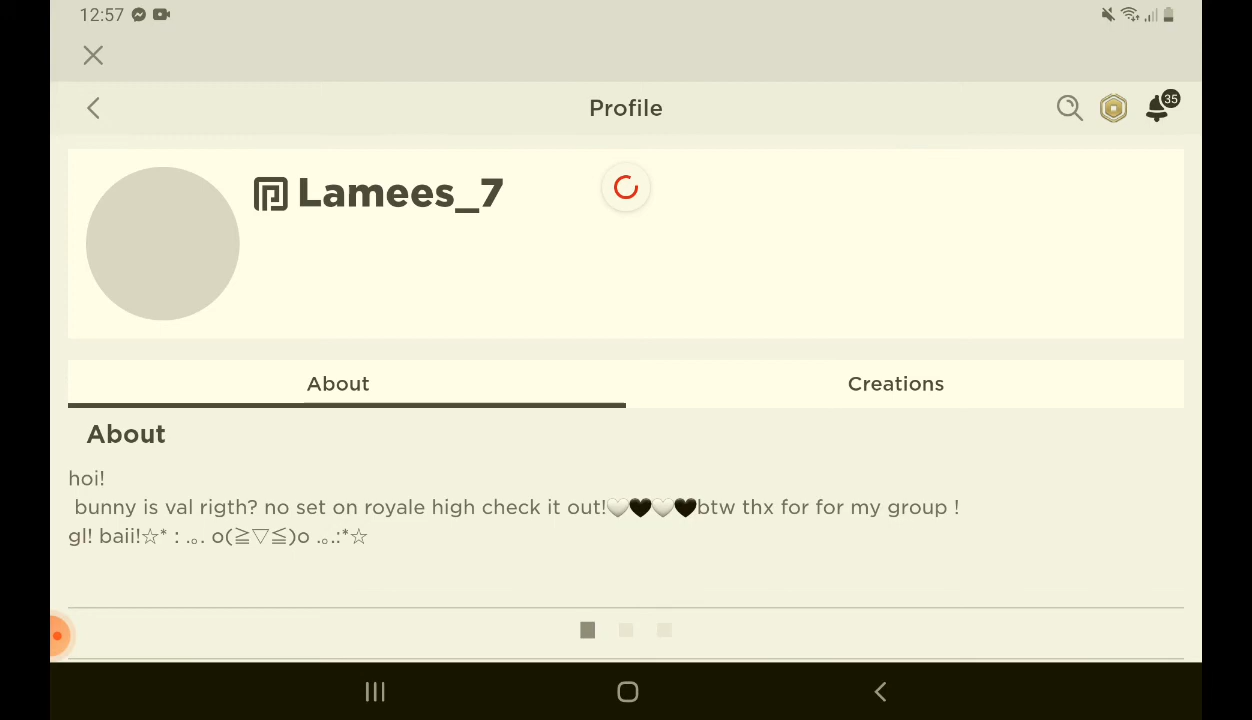 12:57
Profile
35
Lamees_7
About
Creations
About
hoi!
bunny is val rigth? no set on royale high check it out!🤍🖤🤍🖤btw thx for for my group !
gl! baii!☆* : .｡. o(≧▽≦)o .｡.:*☆